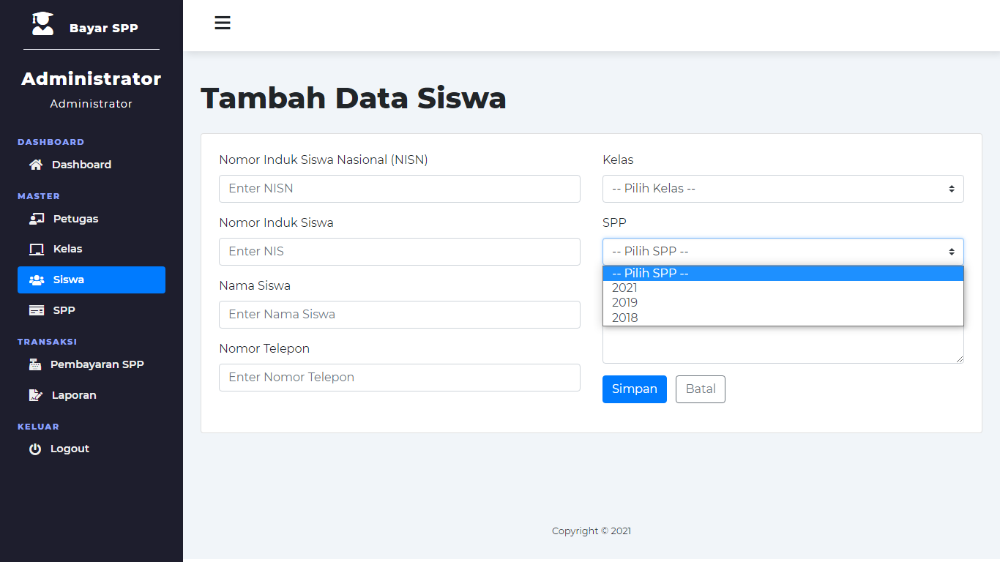 Bayar SPP
Administrator
Administrator
DASHBOARD
Dashboard
MASTER
Petugas
Kelas
Siswa
SPP
TRANSAKSI
Pembayaran SPP
Laporan
KELUAR
Logout
Tambah Data Siswa
Nomor Induk Siswa Nasional (NISN)
Enter NISN
Nomor Induk Siswa
Enter NIS
Nama Siswa
Enter Nama Siswa
Nomor Telepon
Enter Nomor Telepon
Kelas
-- Pilih Kelas --
SPP
-- Pilih SPP --
-- Pilih SPP --
2021
2019
2018
Simpan
Batal
Copyright © 2021